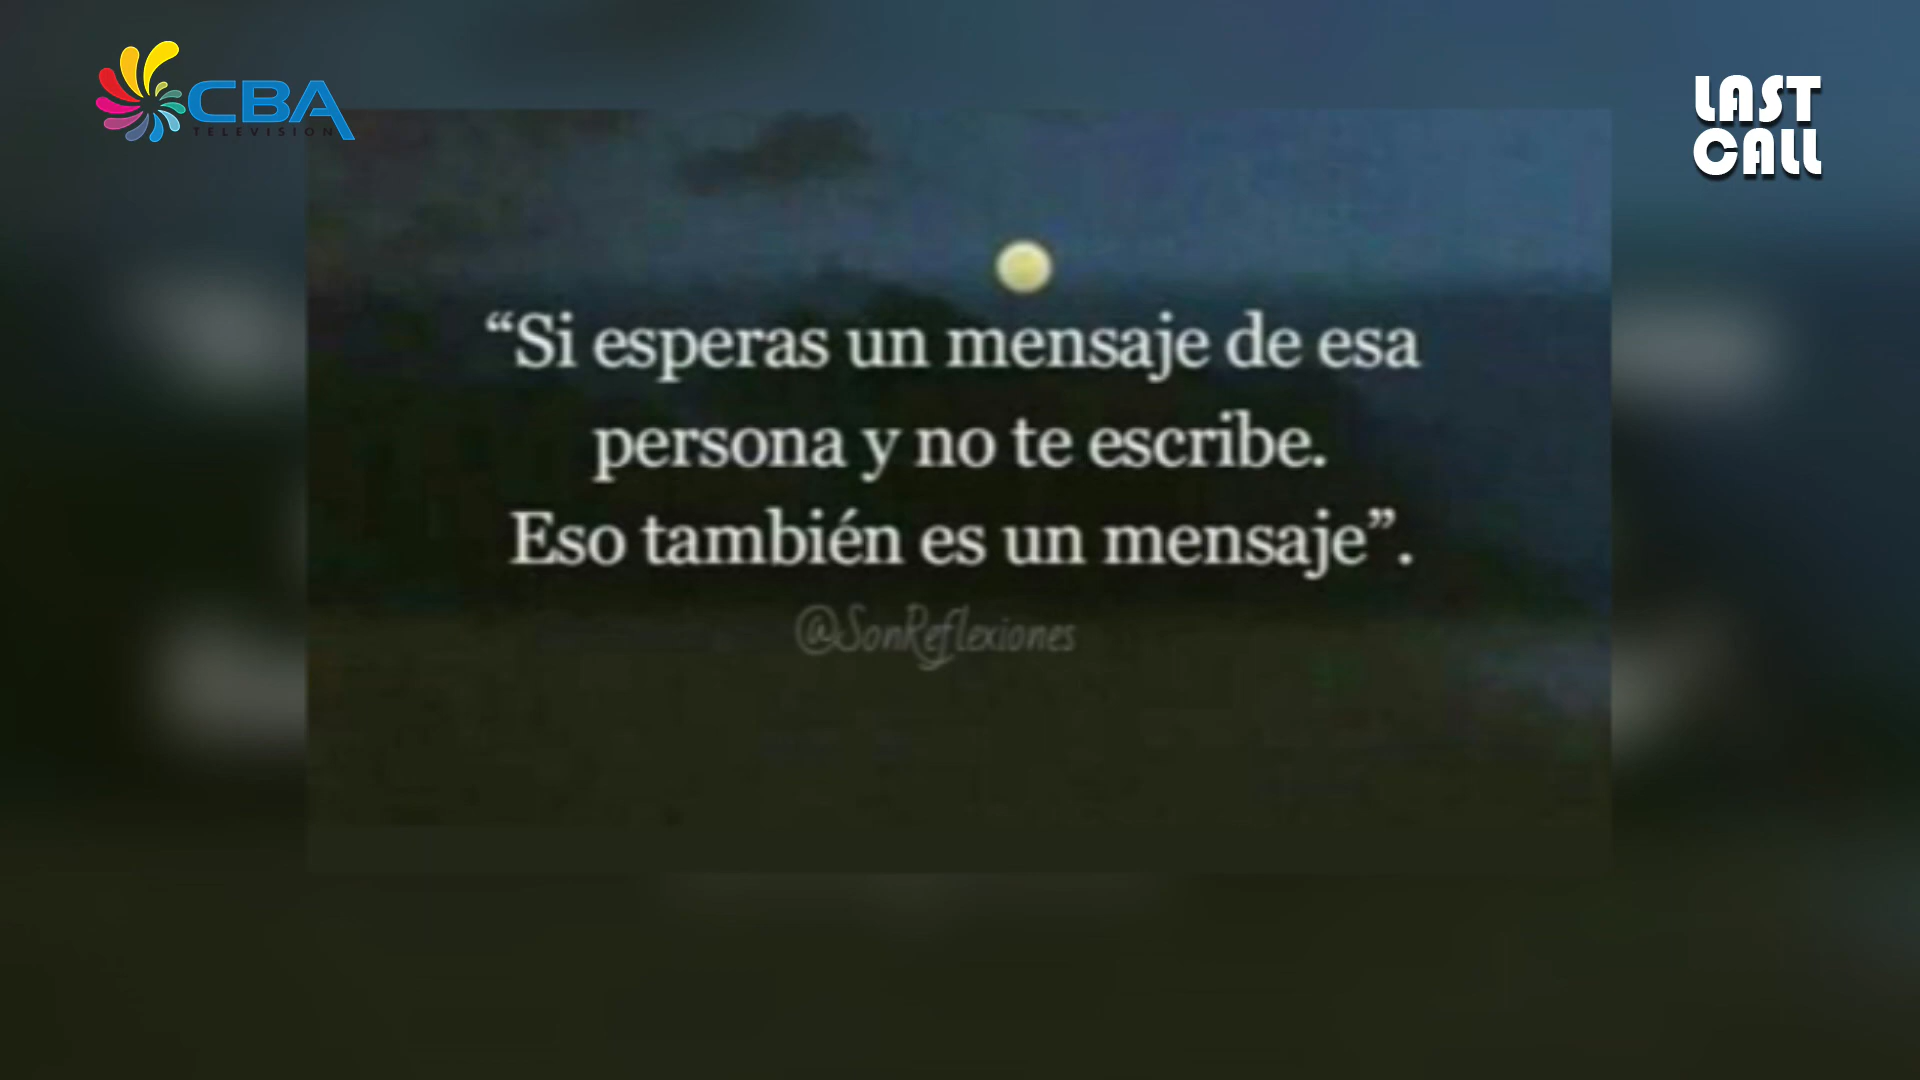 CBA
TELEVISION
LAST
CALL
“Si esperas un mensaje de esa
persona y no te escribe.
Eso también es un mensaje”.
@SonReflexiones